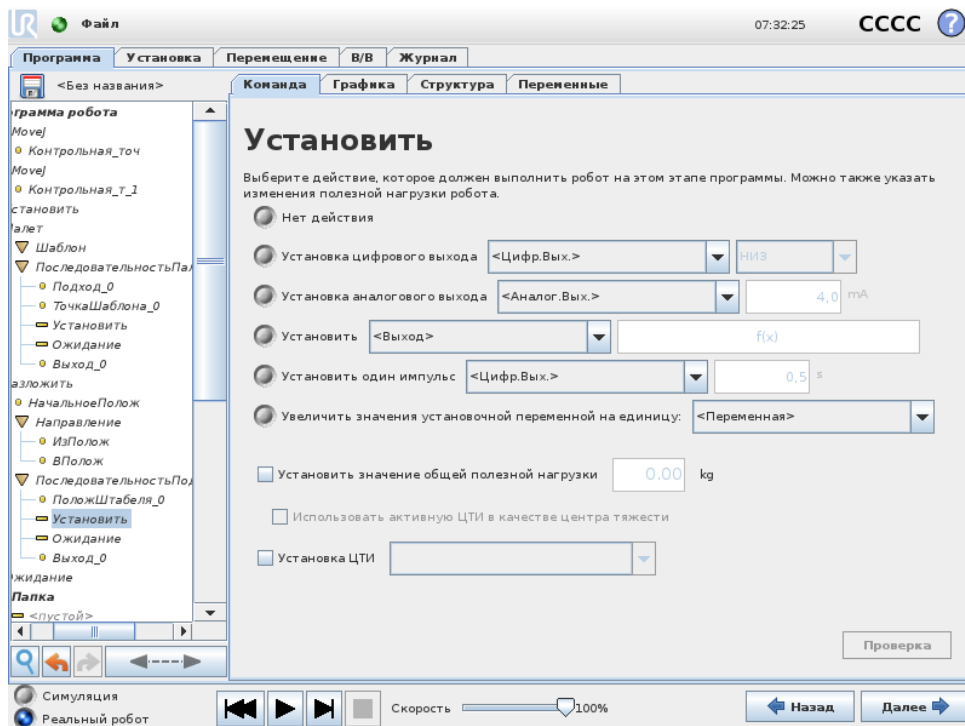 UR Файл 07:32:25 CCCC ?
Программа Установка Перемещение В/В Журнал
<Без названия>
Команда Графика Структура Переменные
ограмма робота
MoveJ
Контрольная_точ
MoveJ
Контрольная_т_1
становить
алет
Шаблон
ПоследовательностьПал
Подход_0
ТочкаШаблона_0
Установить
Ожидание
Выход_0
азложить
НачальноеПолож
Направление
ИзПолож
ВПолож
ПоследовательностьПод
ПоложШтабеля_0
Установить
Ожидание
Выход_0
жидание
Папка
<пустой>
Установить
Выберите действие, которое должен выполнить робот на этом этапе программы. Можно также указать
изменения полезной нагрузки робота.
Нет действия
Установка цифрового выхода <Цифр.Вых.> НИЗ
Установка аналогового выхода <Аналог.Вых.> 4,0 mA
Установить <Выход> f(x)
Установить один импульс <Цифр.Вых.> 0,5 s
Увеличить значения установочной переменной на единицу: <Переменная>
Установить значение общей полезной нагрузки 0.00 kg
Использовать активную ЦТИ в качестве центра тяжести
Установка ЦТИ
Проверка
Симуляция
Реальный робот
Скорость 100%
Назад Далее